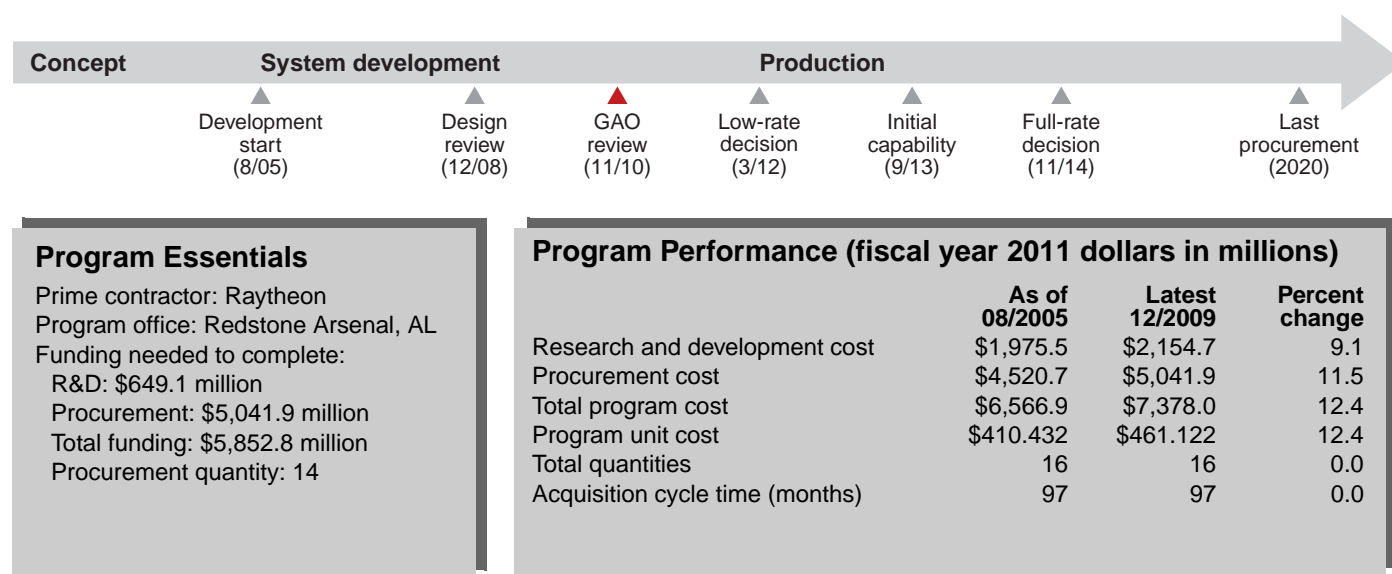 Concept System development Production
Development start (8/05)
Design review (12/08)
GAO review (11/10)
Low-rate decision (3/12)
Initial capability (9/13)
Full-rate decision (11/14)
Last procurement (2020)
Program Essentials
Prime contractor: Raytheon
Program office: Redstone Arsenal, AL
Funding needed to complete:
R&D: $649.1 million
Procurement: $5,041.9 million
Total funding: $5,852.8 million
Procurement quantity: 14
Program Performance (fiscal year 2011 dollars in millions)
As of 08/2005 Latest 12/2009 Percent change
Research and development cost $1,975.5 $2,154.7 9.1
Procurement cost $4,520.7 $5,041.9 11.5
Total program cost $6,566.9 $7,378.0 12.4
Program unit cost $410.432 $461.122 12.4
Total quantities 16 16 0.0
Acquisition cycle time (months) 97 97 0.0